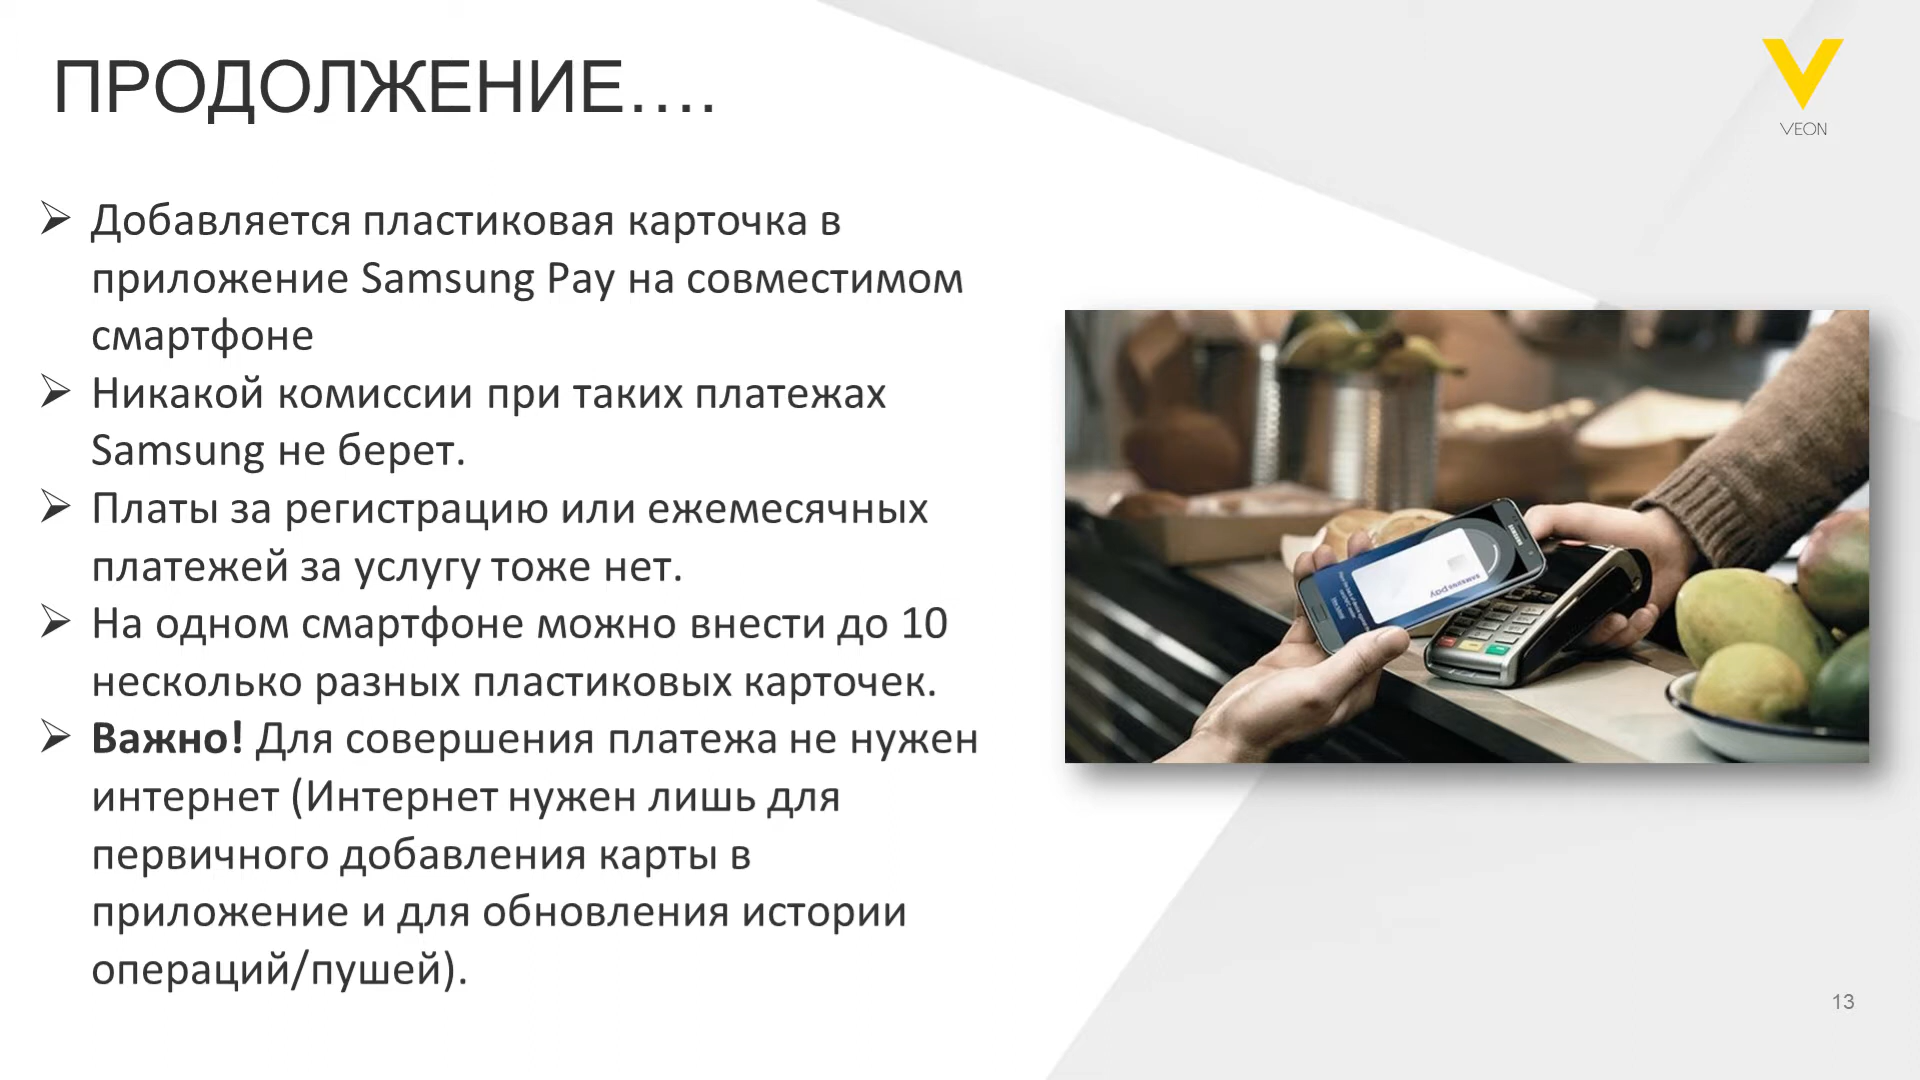 ПРОДОЛЖЕНИЕ….
VEON
Добавляется пластиковая карточка в
приложение Samsung Pay на совместимом
смартфоне
Никакой комиссии при таких платежах
Samsung не берет.
Платы за регистрацию или ежемесячных
платежей за услугу тоже нет.
На одном смартфоне можно внести до 10
несколько разных пластиковых карточек.
Важно! Для совершения платежа не нужен
интернет (Интернет нужен лишь для
первичного добавления карты в
приложение и для обновления истории
операций/пушей).
SAMSUNG
SAMSUNG pay
13